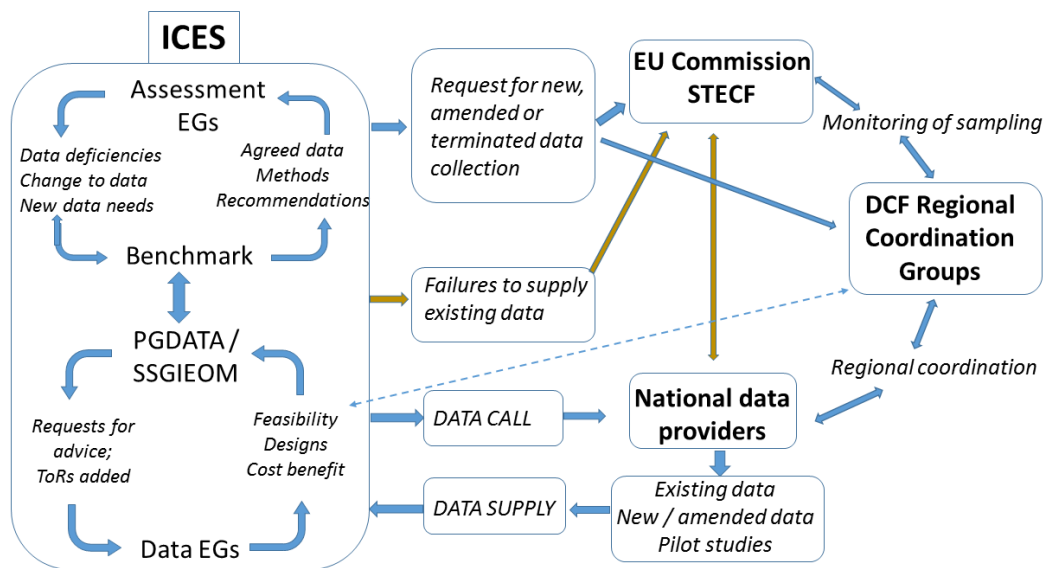 ICES
Assessment
EGs
Data deficiencies
Change to data
New data needs
Agreed data
Methods
Recommendations
Benchmark
PGDATA /
SSGIEOM
Requests for
advice;
ToRs added
Feasibility
Designs
Cost benefit
Data EGs
Request for new,
amended or
terminated data
collection
Failures to supply
existing data
DATA CALL
DATA SUPPLY
EU Commission
STECF
Monitoring of sampling
DCF Regional
Coordination
Groups
Regional coordination
National data
providers
Existing data
New / amended data
Pilot studies